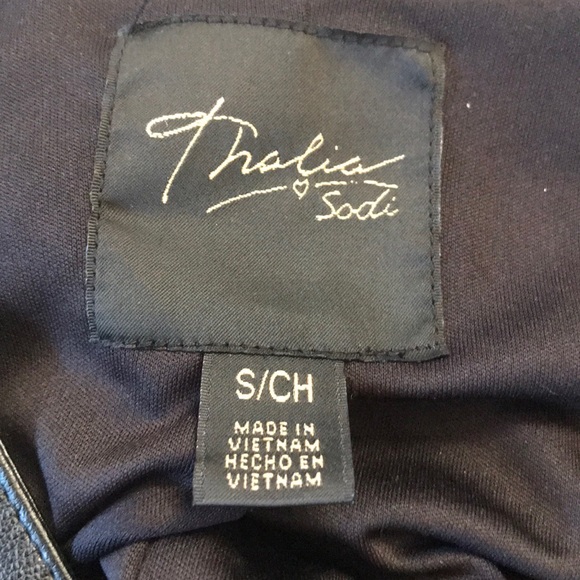 Thalia
Sodi
S/CH
MADE IN
VIETNAM
HECHO EN
VIETNAM